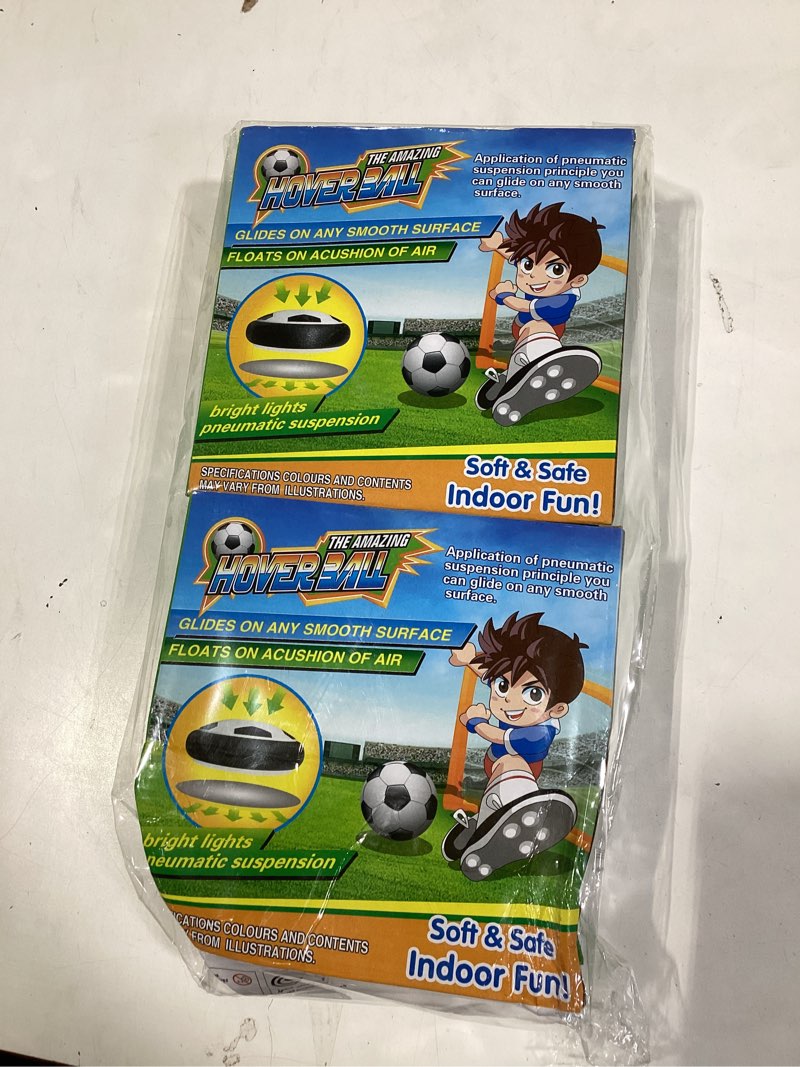 THE AMAZING
HOVER BALL
Application of pneumatic
suspension principle you
can glide on any smooth
surface.
GLIDES ON ANY SMOOTH SURFACE
FLOATS ON ACUSHION OF AIR
bright lights
pneumatic suspension
SPECIFICATIONS COLOURS AND CONTENTS
MAY VARY FROM ILLUSTRATIONS.
Soft & Safe
Indoor Fun!
THE AMAZING
HOVER BALL
Application of pneumatic
suspension principle you
can glide on any smooth
surface.
GLIDES ON ANY SMOOTH SURFACE
FLOATS ON ACUSHION OF AIR
bright lights
neumatic suspension
ICATIONS COLOURS AND CONTENTS
FROM ILLUSTRATIONS.
Soft & Safe
Indoor Fun!